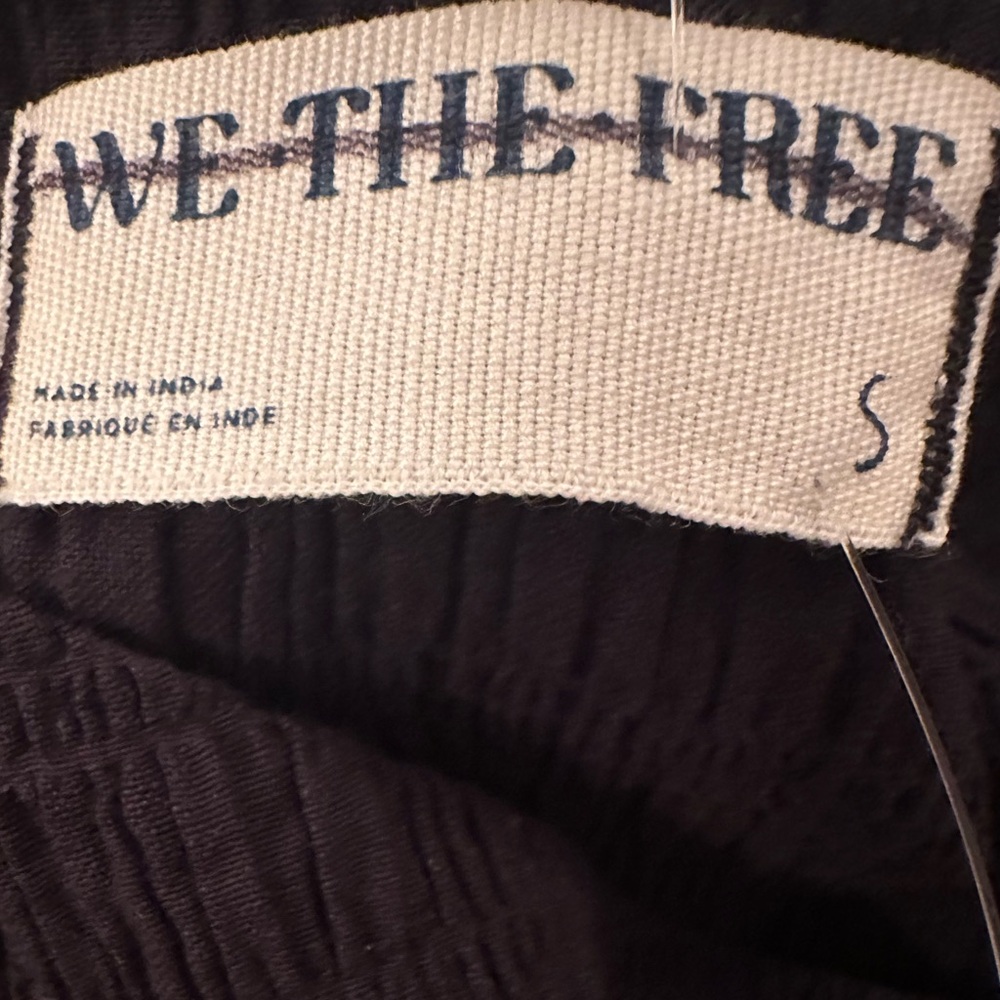 WE·THE·FREE
MADE IN INDIA
FABRIQUE EN INDE
S